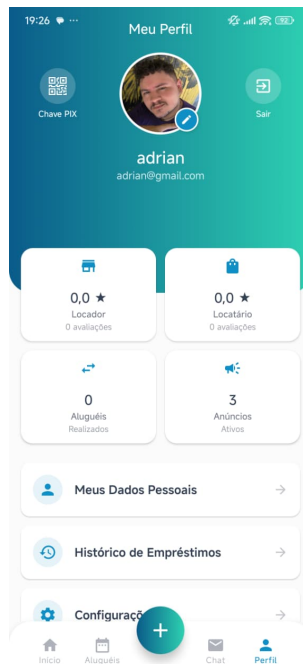 19:26
92
Meu Perfil
Chave PIX
Sair
adrian
adrian@gmail.com
0,0 ★
Locador
0 avaliações
0,0 ★
Locatário
0 avaliações
0
Aluguéis
Realizados
3
Anúncios
Ativos
Meus Dados Pessoais
Histórico de Empréstimos
Configuraçõ
Início
Aluguéis
Chat
Perfil